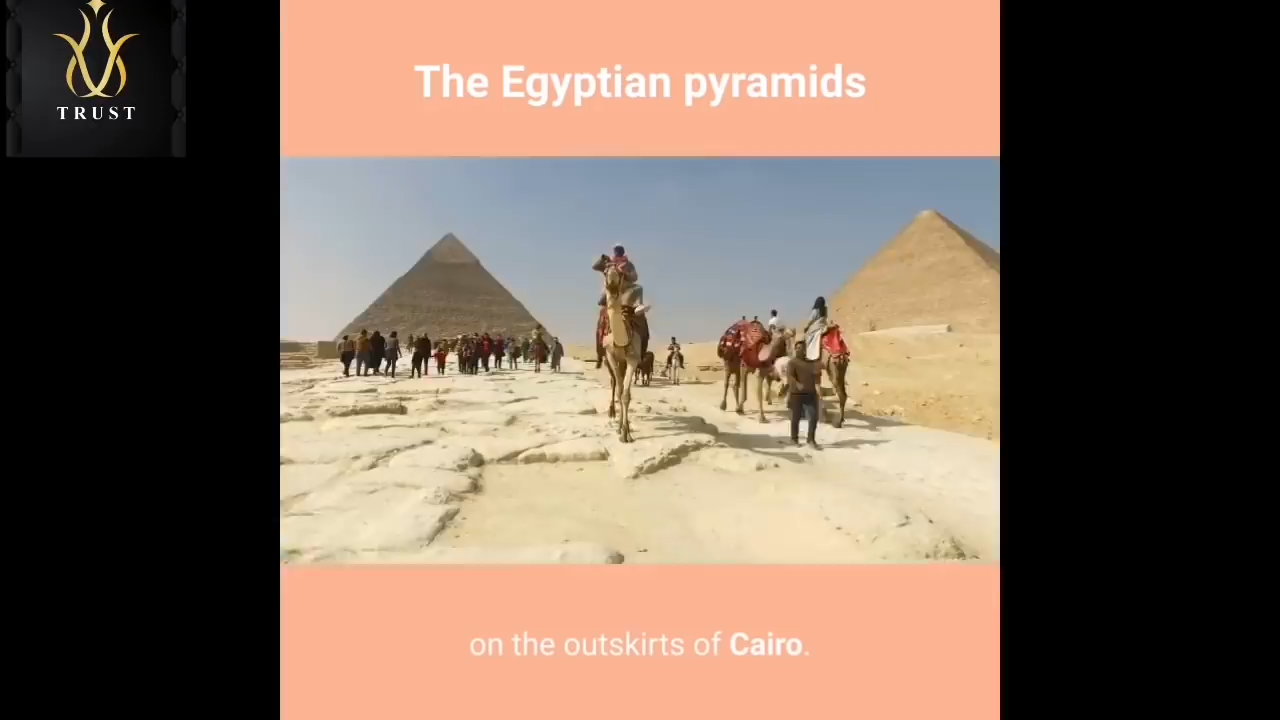 TRUST
The Egyptian pyramids
on the outskirts of Cairo.